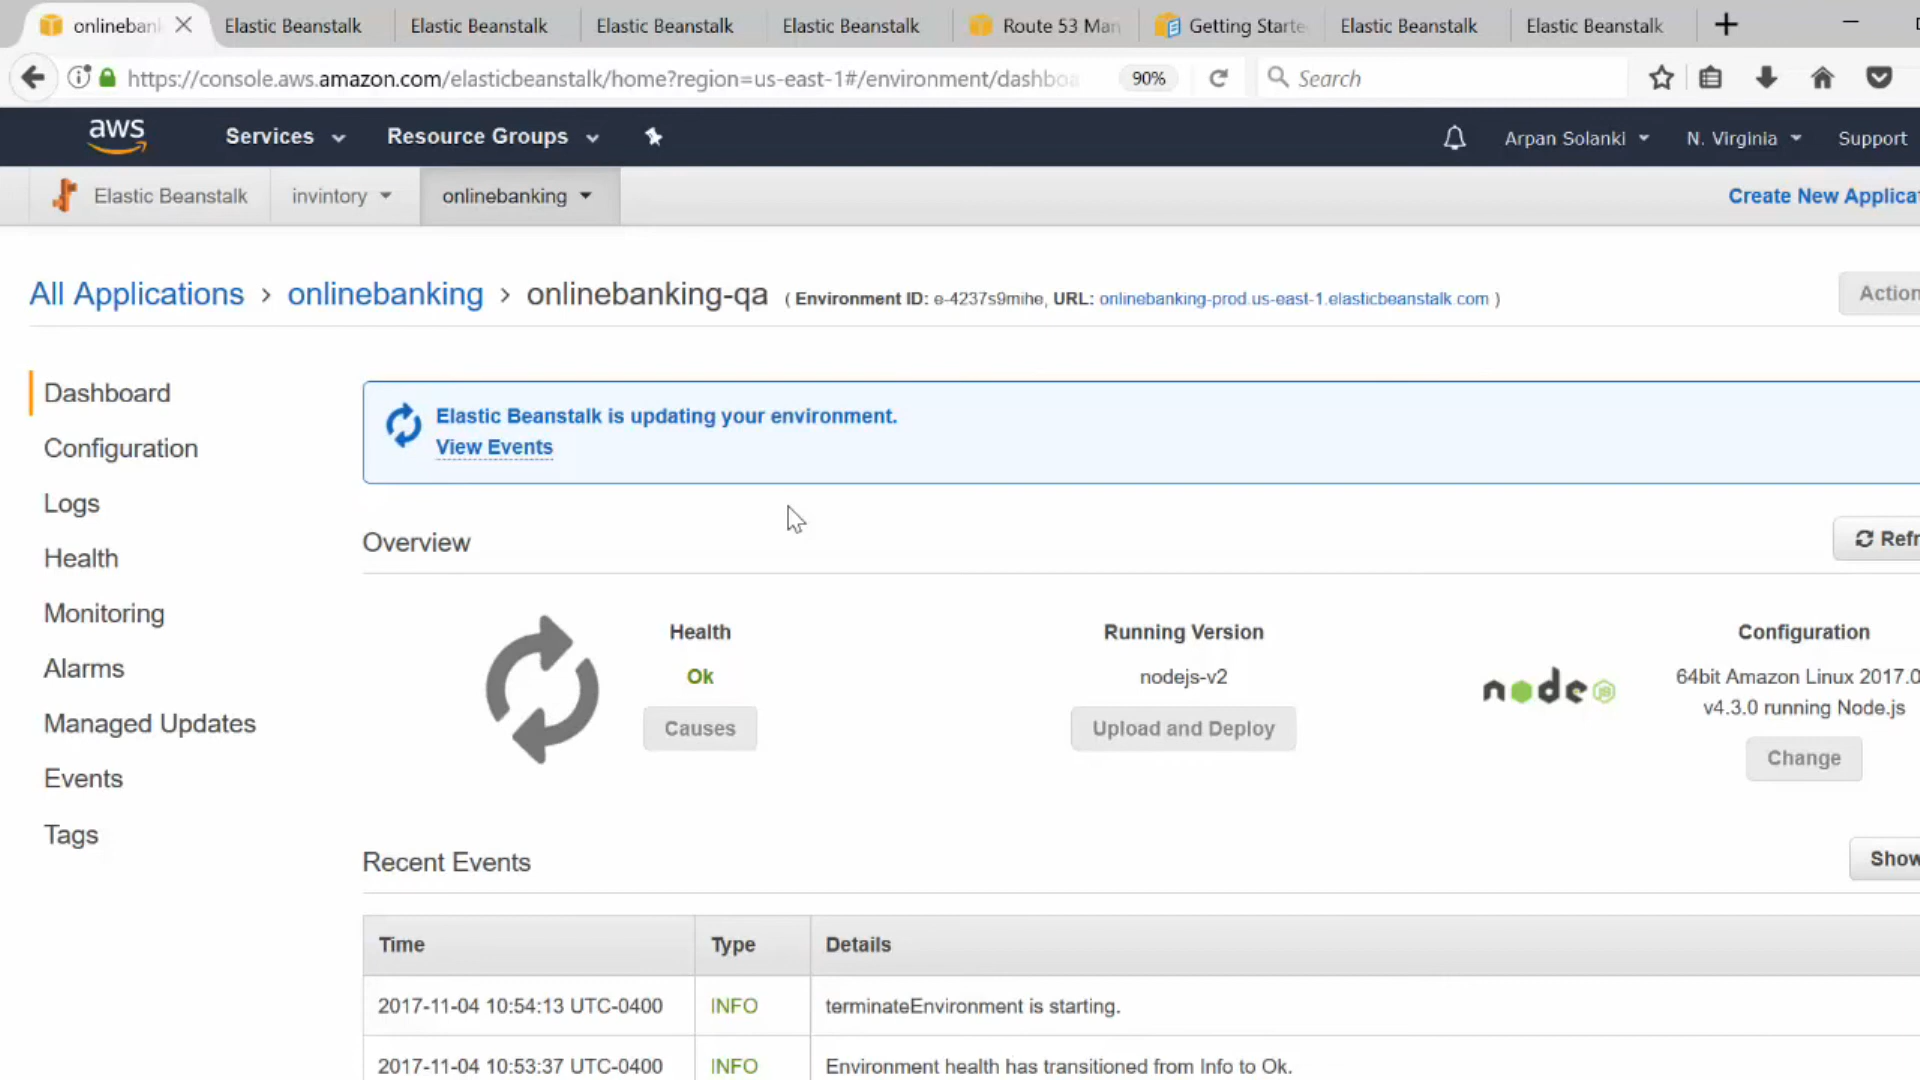 onlinebank
Elastic Beanstalk
Elastic Beanstalk
Elastic Beanstalk
Elastic Beanstalk
Route 53 Man
Getting Starte
Elastic Beanstalk
Elastic Beanstalk
https://console.aws.amazon.com/elasticbeanstalk/home?region=us-east-1#/environment/dashboa
90%
Search
aws
Services
Resource Groups
Arpan Solanki
N. Virginia
Support
Elastic Beanstalk
invintory
onlinebanking
Create New Applicat
All Applications › onlinebanking › onlinebanking-qa ( Environment ID: e-4237s9mihe, URL: onlinebanking-prod.us-east-1.elasticbeanstalk.com )
Action
Dashboard
Configuration
Logs
Health
Monitoring
Alarms
Managed Updates
Events
Tags
Elastic Beanstalk is updating your environment.
View Events
Overview
Refr
Health
Ok
Causes
Running Version
nodejs-v2
Upload and Deploy
node
JS
Configuration
64bit Amazon Linux 2017.0
v4.3.0 running Node.js
Change
Recent Events
Show
Time Type Details
2017-11-04 10:54:13 UTC-0400 INFO terminateEnvironment is starting.
2017-11-04 10:53:37 UTC-0400 INFO Environment health has transitioned from Info to Ok.